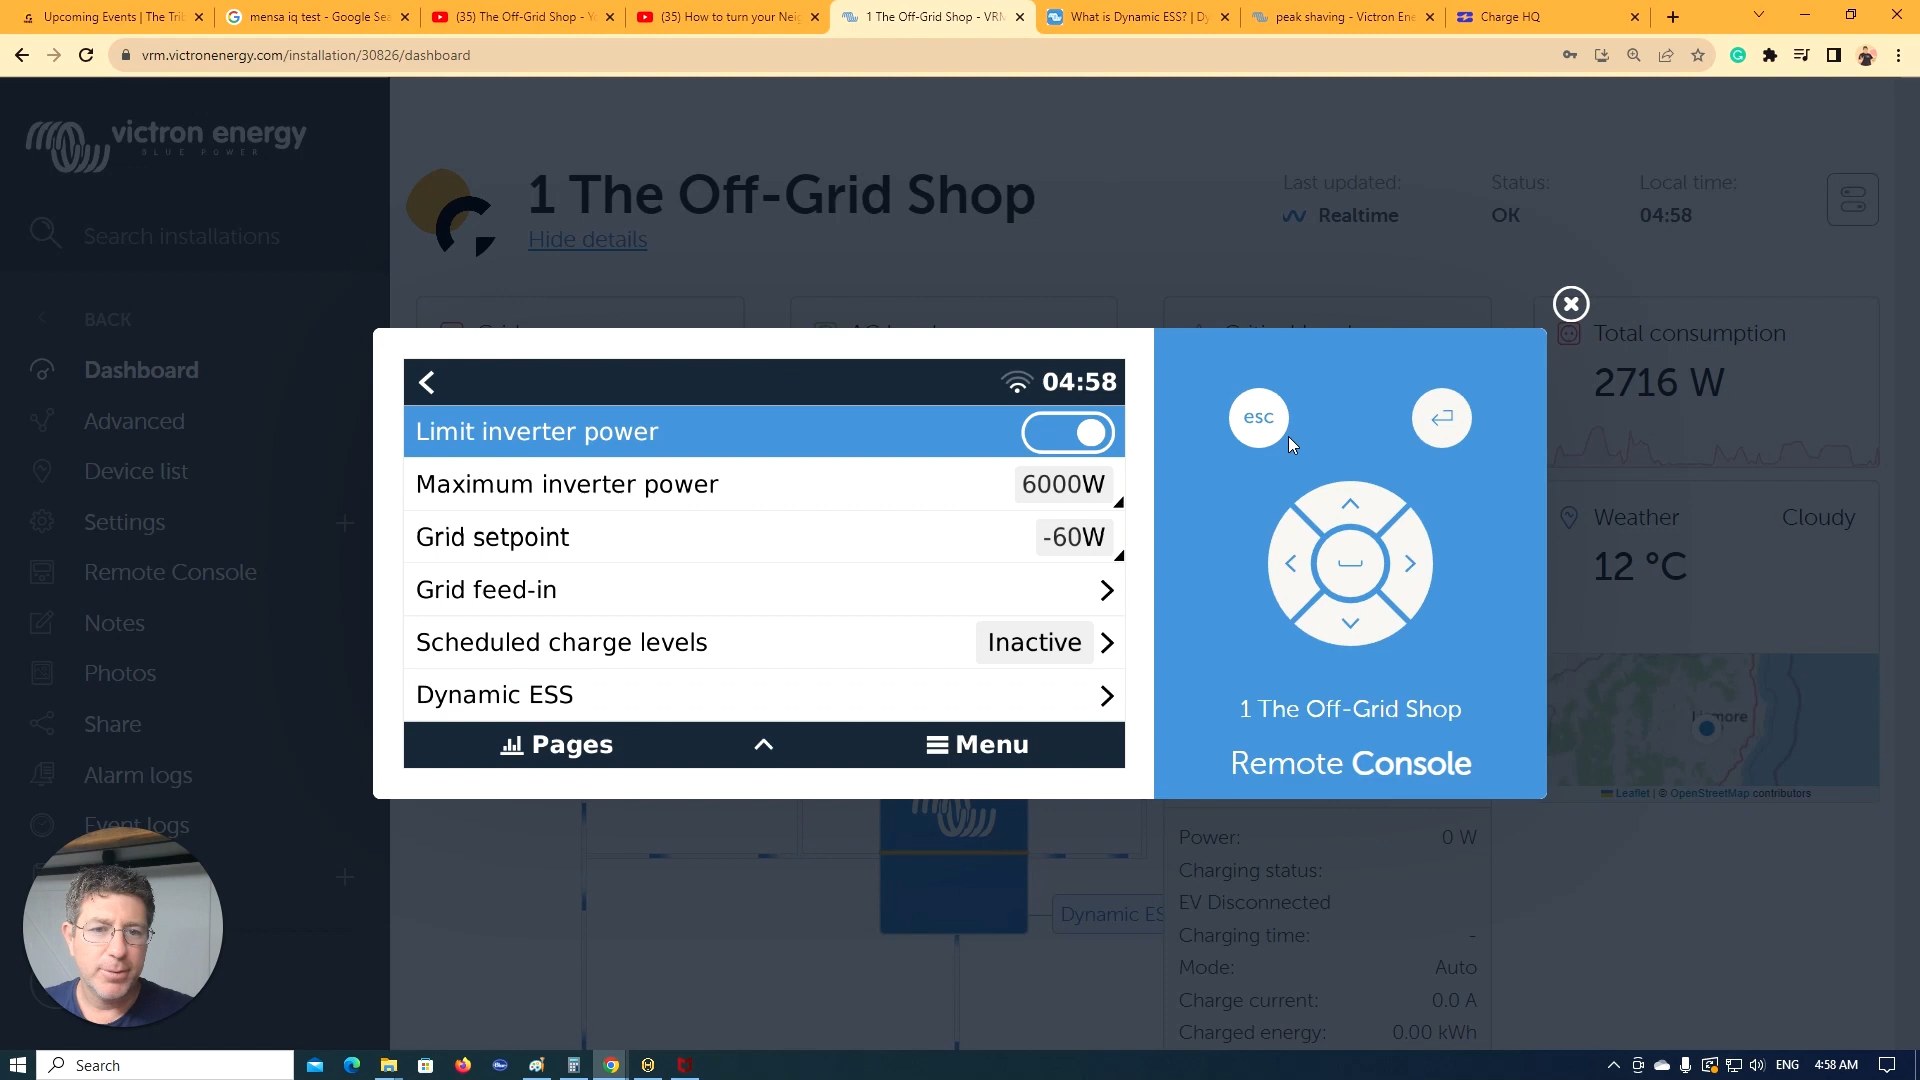 Upcoming Events | The Trib
mensa iq test - Google Sea
(35) The Off-Grid Shop - Yo
(35) How to turn your Neig
1 The Off-Grid Shop - VRM
What is Dynamic ESS? | Dy
peak shaving - Victron Ene
Charge HQ
vrm.victronenergy.com/installation/30826/dashboard
victron energy
BLUE POWER
Search installations
BACK
Dashboard
Advanced
Device list
Settings
Remote Console
Notes
Photos
Share
Alarm logs
Event logs
1 The Off-Grid Shop
Hide details
Last updated:
Realtime
Status:
OK
Local time:
04:58
Total consumption
2716 W
Weather
Cloudy
12 °C
Leaflet | © OpenStreetMap contributors
04:58
Limit inverter power
Maximum inverter power 6000W
Grid setpoint -60W
Grid feed-in
Scheduled charge levels Inactive
Dynamic ESS
Pages
Menu
esc
1 The Off-Grid Shop
Remote Console
Dynamic ES
Power: 0 W
Charging status:
EV Disconnected
Charging time: -
Mode: Auto
Charge current: 0.0 A
Charged energy: 0.00 kWh
Search
ENG
4:58 AM